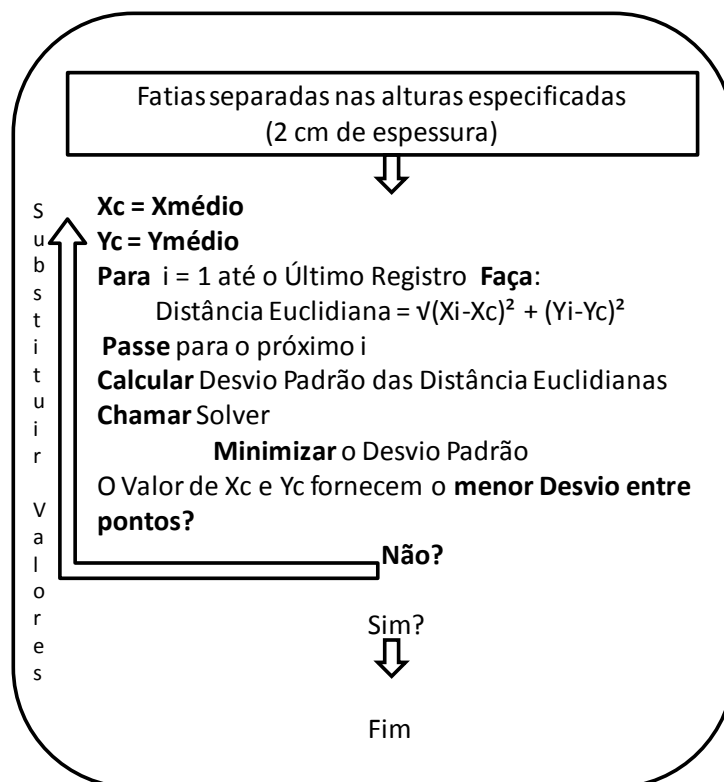 Fatias separadas nas alturas especificadas
(2 cm de espessura)
Substituir Valores
Xc = Xmédio
Yc = Ymédio
Para i = 1 até o Último Registro Faça:
Distância Euclidiana = √(Xi-Xc)² + (Yi-Yc)²
Passe para o próximo i
Calcular Desvio Padrão das Distância Euclidianas
Chamar Solver
Minimizar o Desvio Padrão
O Valor de Xc e Yc fornecem o menor Desvio entre
pontos?
Não?
Sim?
Fim